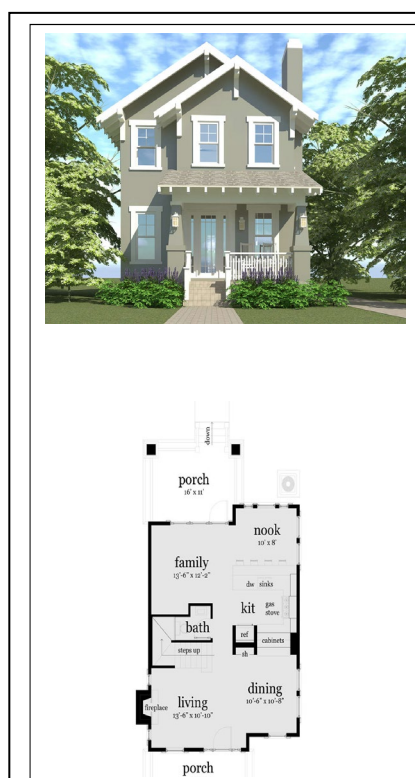 down
porch
16' x 11'
nook
10' x 8'
family
13'-6" x 12'-2"
dw sinks
kit
gas
stove
bath
ref
cabinets
steps up
sh
fireplace
living
13'-6" x 10'-10"
dining
10'-6" x 10'-8"
porch